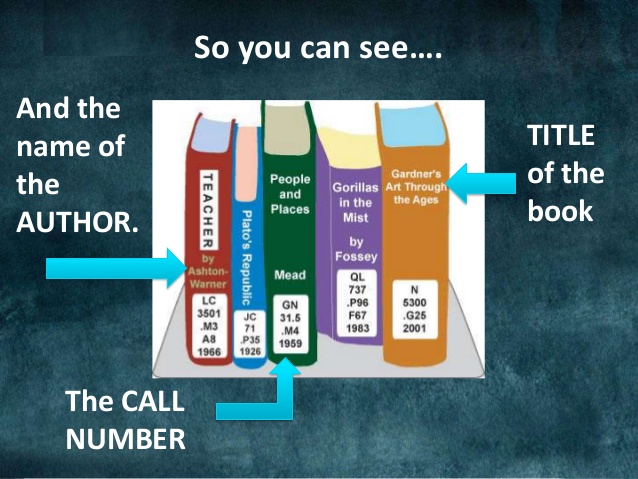 So you can see….
And the
name of
the
AUTHOR.
TITLE
of the
book
TEACHER
by
Ashton-
Warner
LC
3501
.M3
A8
1966
Plato's Republic
JC
71
.P35
1926
People
and
Places
Mead
GN
31.5
.M4
1959
Gorillas
in the
Mist
by
Fossey
QL
737
.P96
F67
1983
Gardner's
Art Through
the Ages
N
5300
.G25
2001
The CALL
NUMBER